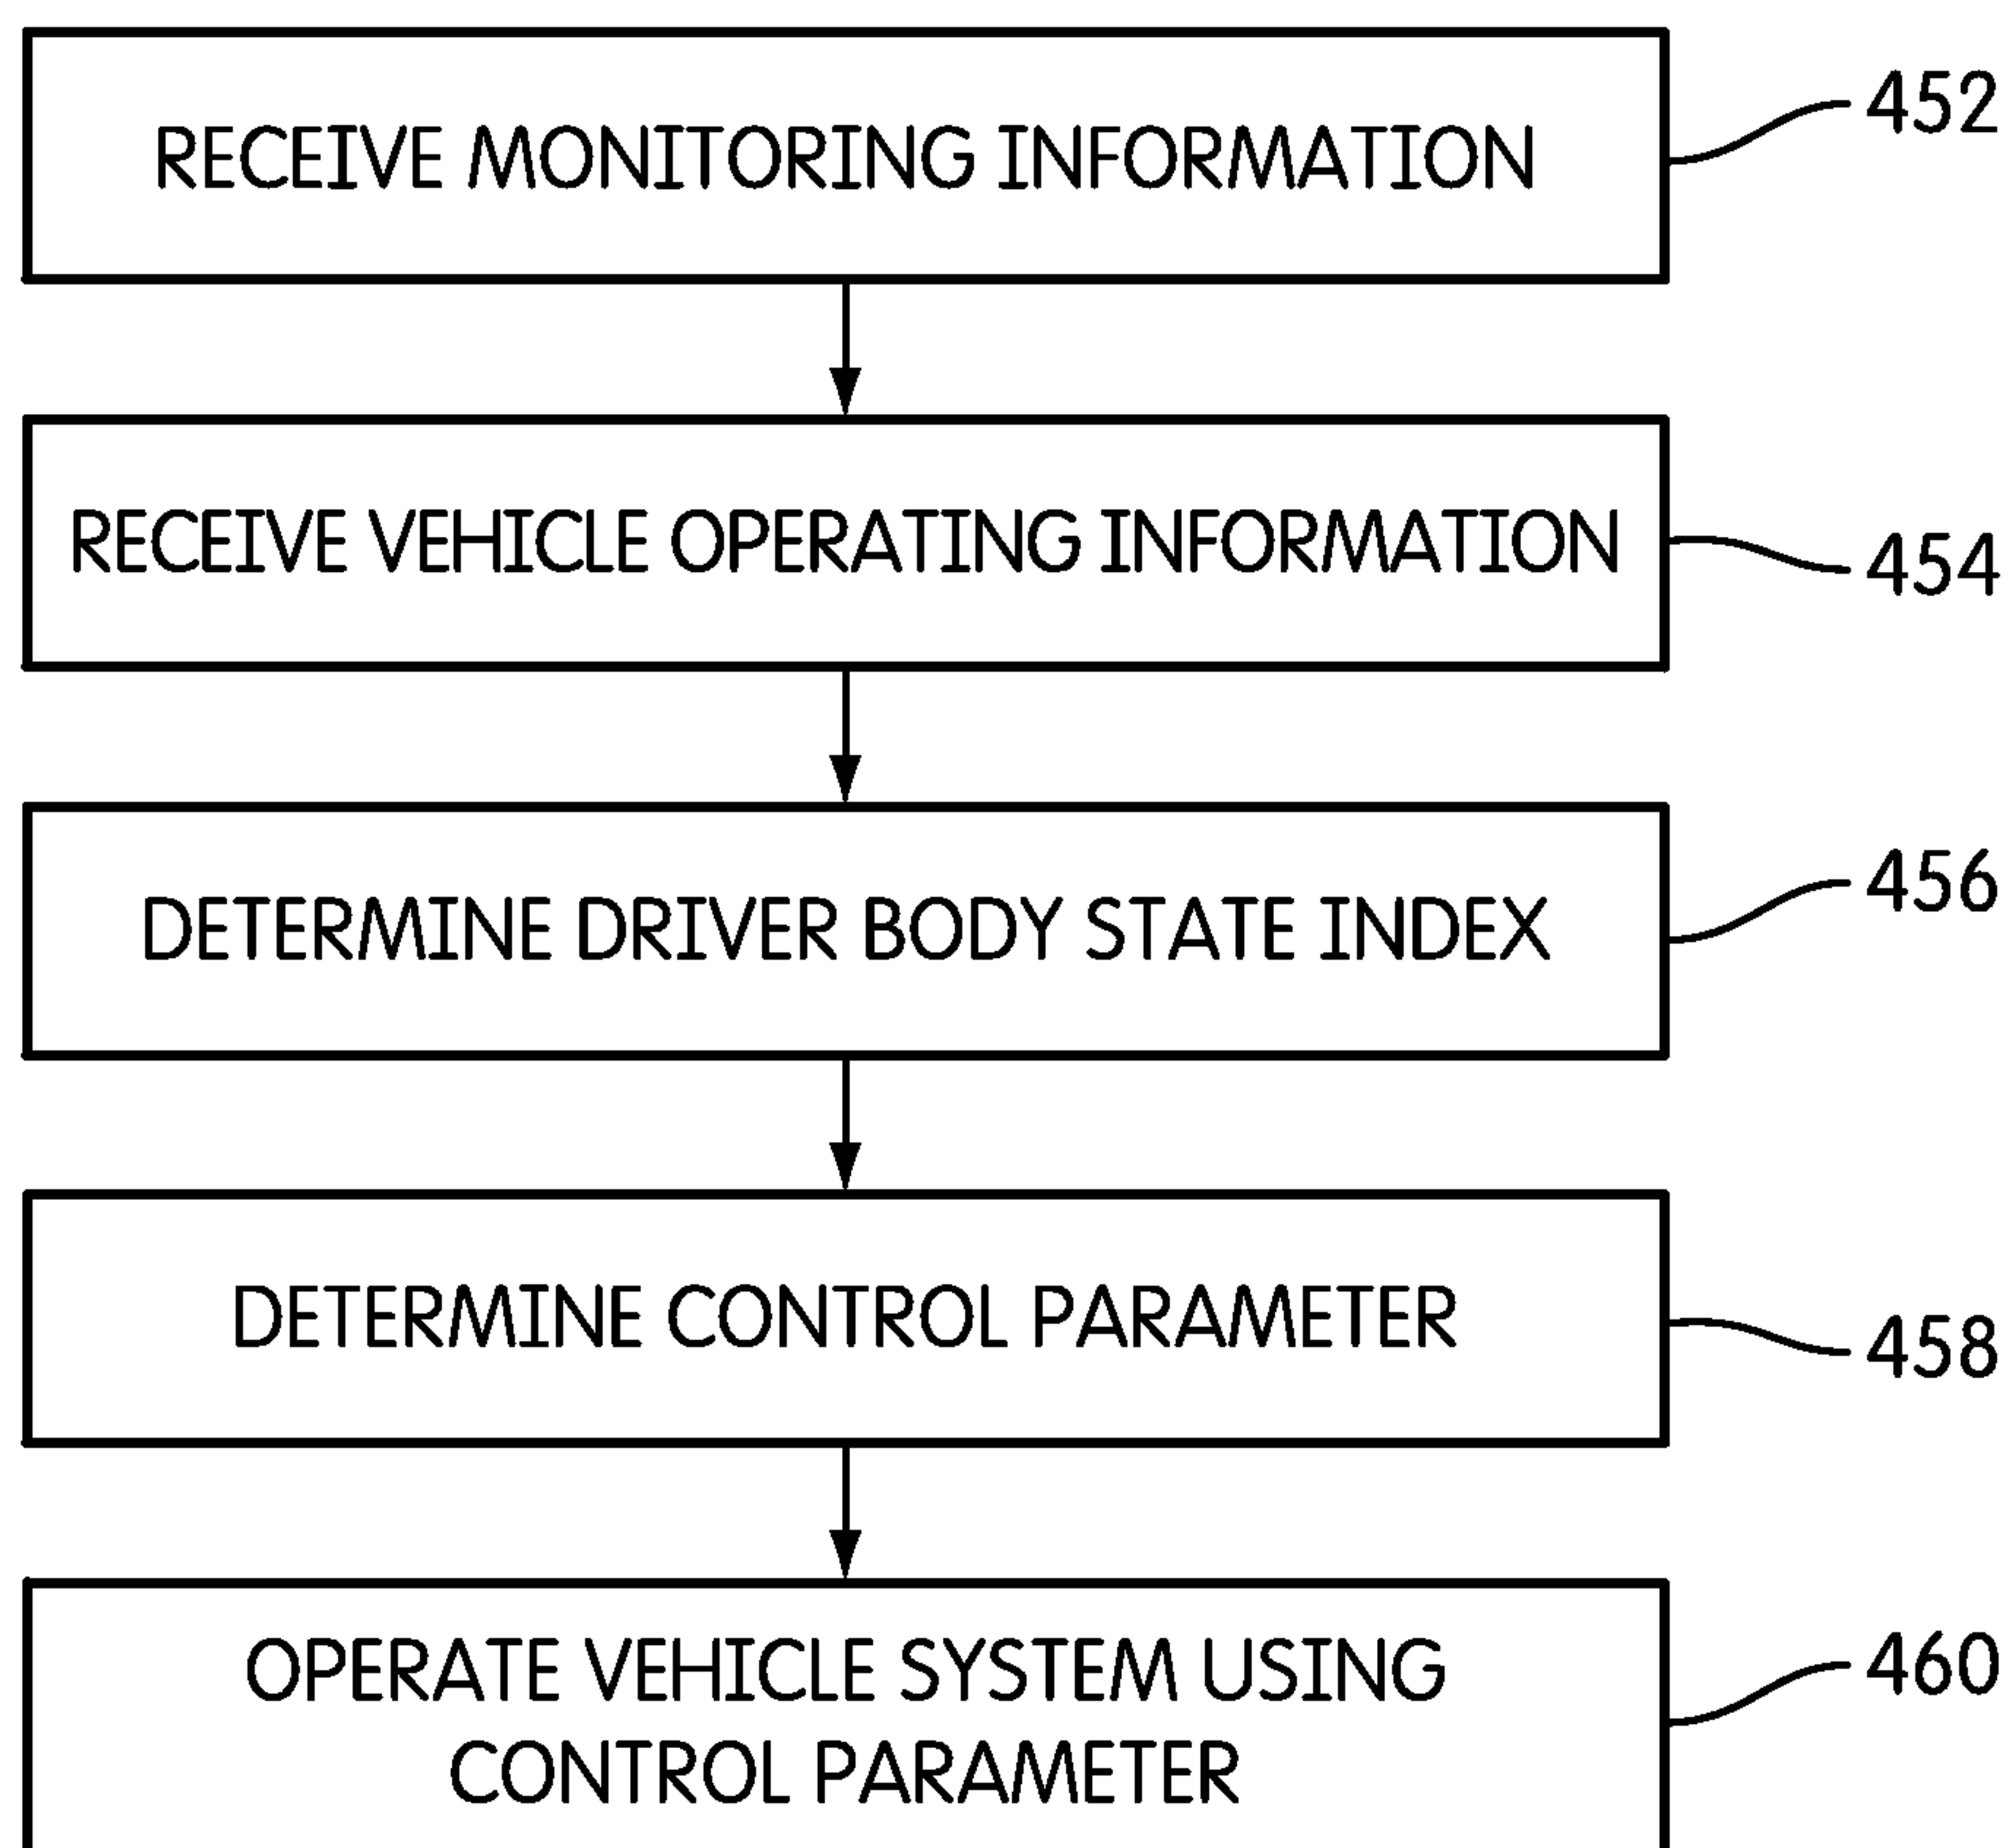 RECEIVE MONITORING INFORMATION
452
RECEIVE VEHICLE OPERATING INFORMATION
454
DETERMINE DRIVER BODY STATE INDEX
456
DETERMINE CONTROL PARAMETER
458
OPERATE VEHICLE SYSTEM USING
CONTROL PARAMETER
460